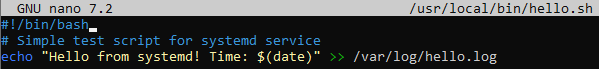 GNU nano 7.2 /usr/local/bin/hello.sh
#!/bin/bash
# Simple test script for systemd service
echo "Hello from systemd! Time: $(date)" >> /var/log/hello.log